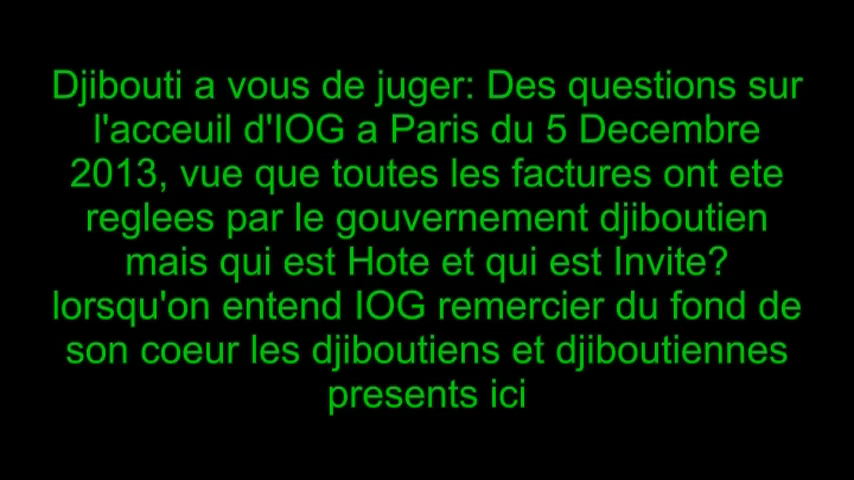 Djibouti a vous de juger: Des questions sur
l'acceuil d'IOG a Paris du 5 Decembre
2013, vue que toutes les factures ont ete
reglees par le gouvernement djiboutien
mais qui est Hote et qui est Invite?
lorsqu'on entend IOG remercier du fond de
son coeur les djiboutiens et djiboutiennes
presents ici